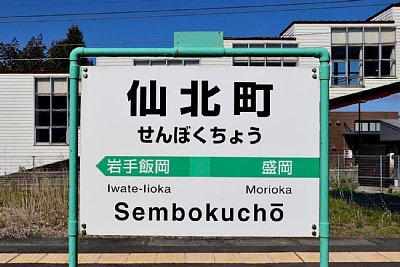 仙北町
せんぼくちょう
岩手飯岡 盛岡
Iwate-Iioka Morioka
Sembokuchō